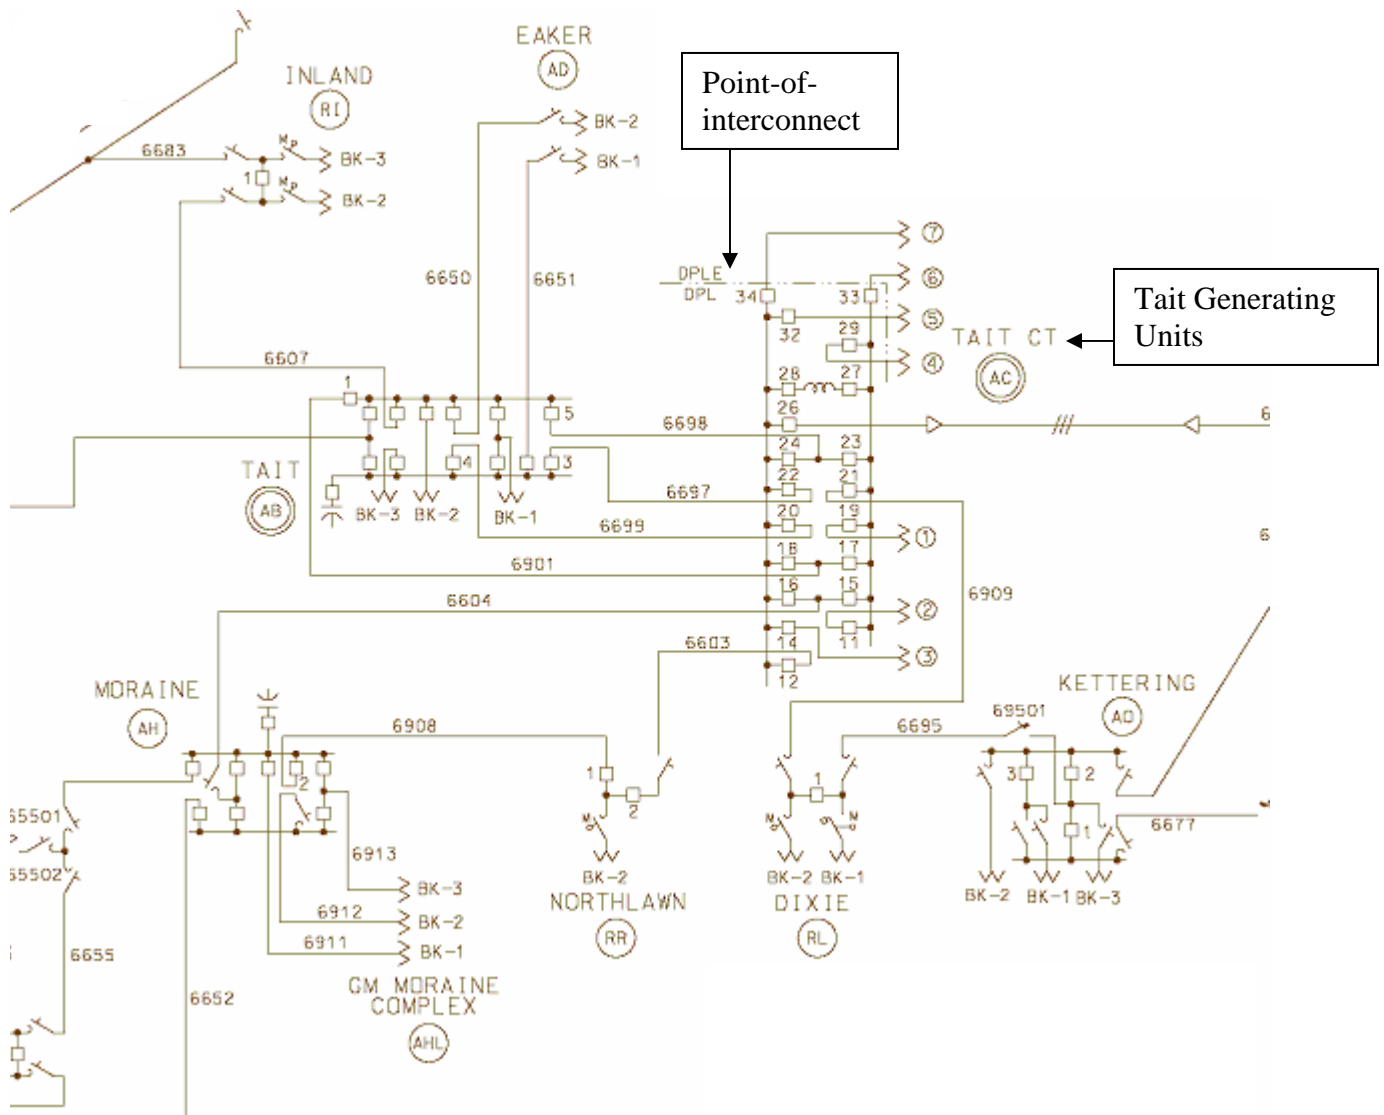 EAKER
AD
INLAND
RI
Point-of-
interconnect
BK-2
BK-1
6683
M
P
BK-3
1
M
P
BK-2
6650
6651
7
6
DPLE
DPL
34
33
5
32
29
4
TAIT CT
AC
Tait Generating
Units
6607
1
28
27
26
5
6698
24
23
4
3
TAIT
AB
22
21
6697
BK-3
BK-2
BK-1
20
19
6699
1
18
17
6901
16
15
6604
2
6909
14
11
6603
3
12
MORAINE
AH
KETTERING
AD
6908
6695
69501
2
1
2
1
3
2
1
65501
6677
65502
M
M
M
6913
BK-3
6912
BK-2
6911
BK-1
BK-2
NORTHLAWN
RR
BK-2
BK-1
DIXIE
RL
BK-2
BK-1
BK-3
6655
6652
GM MORAINE
COMPLEX
AHL